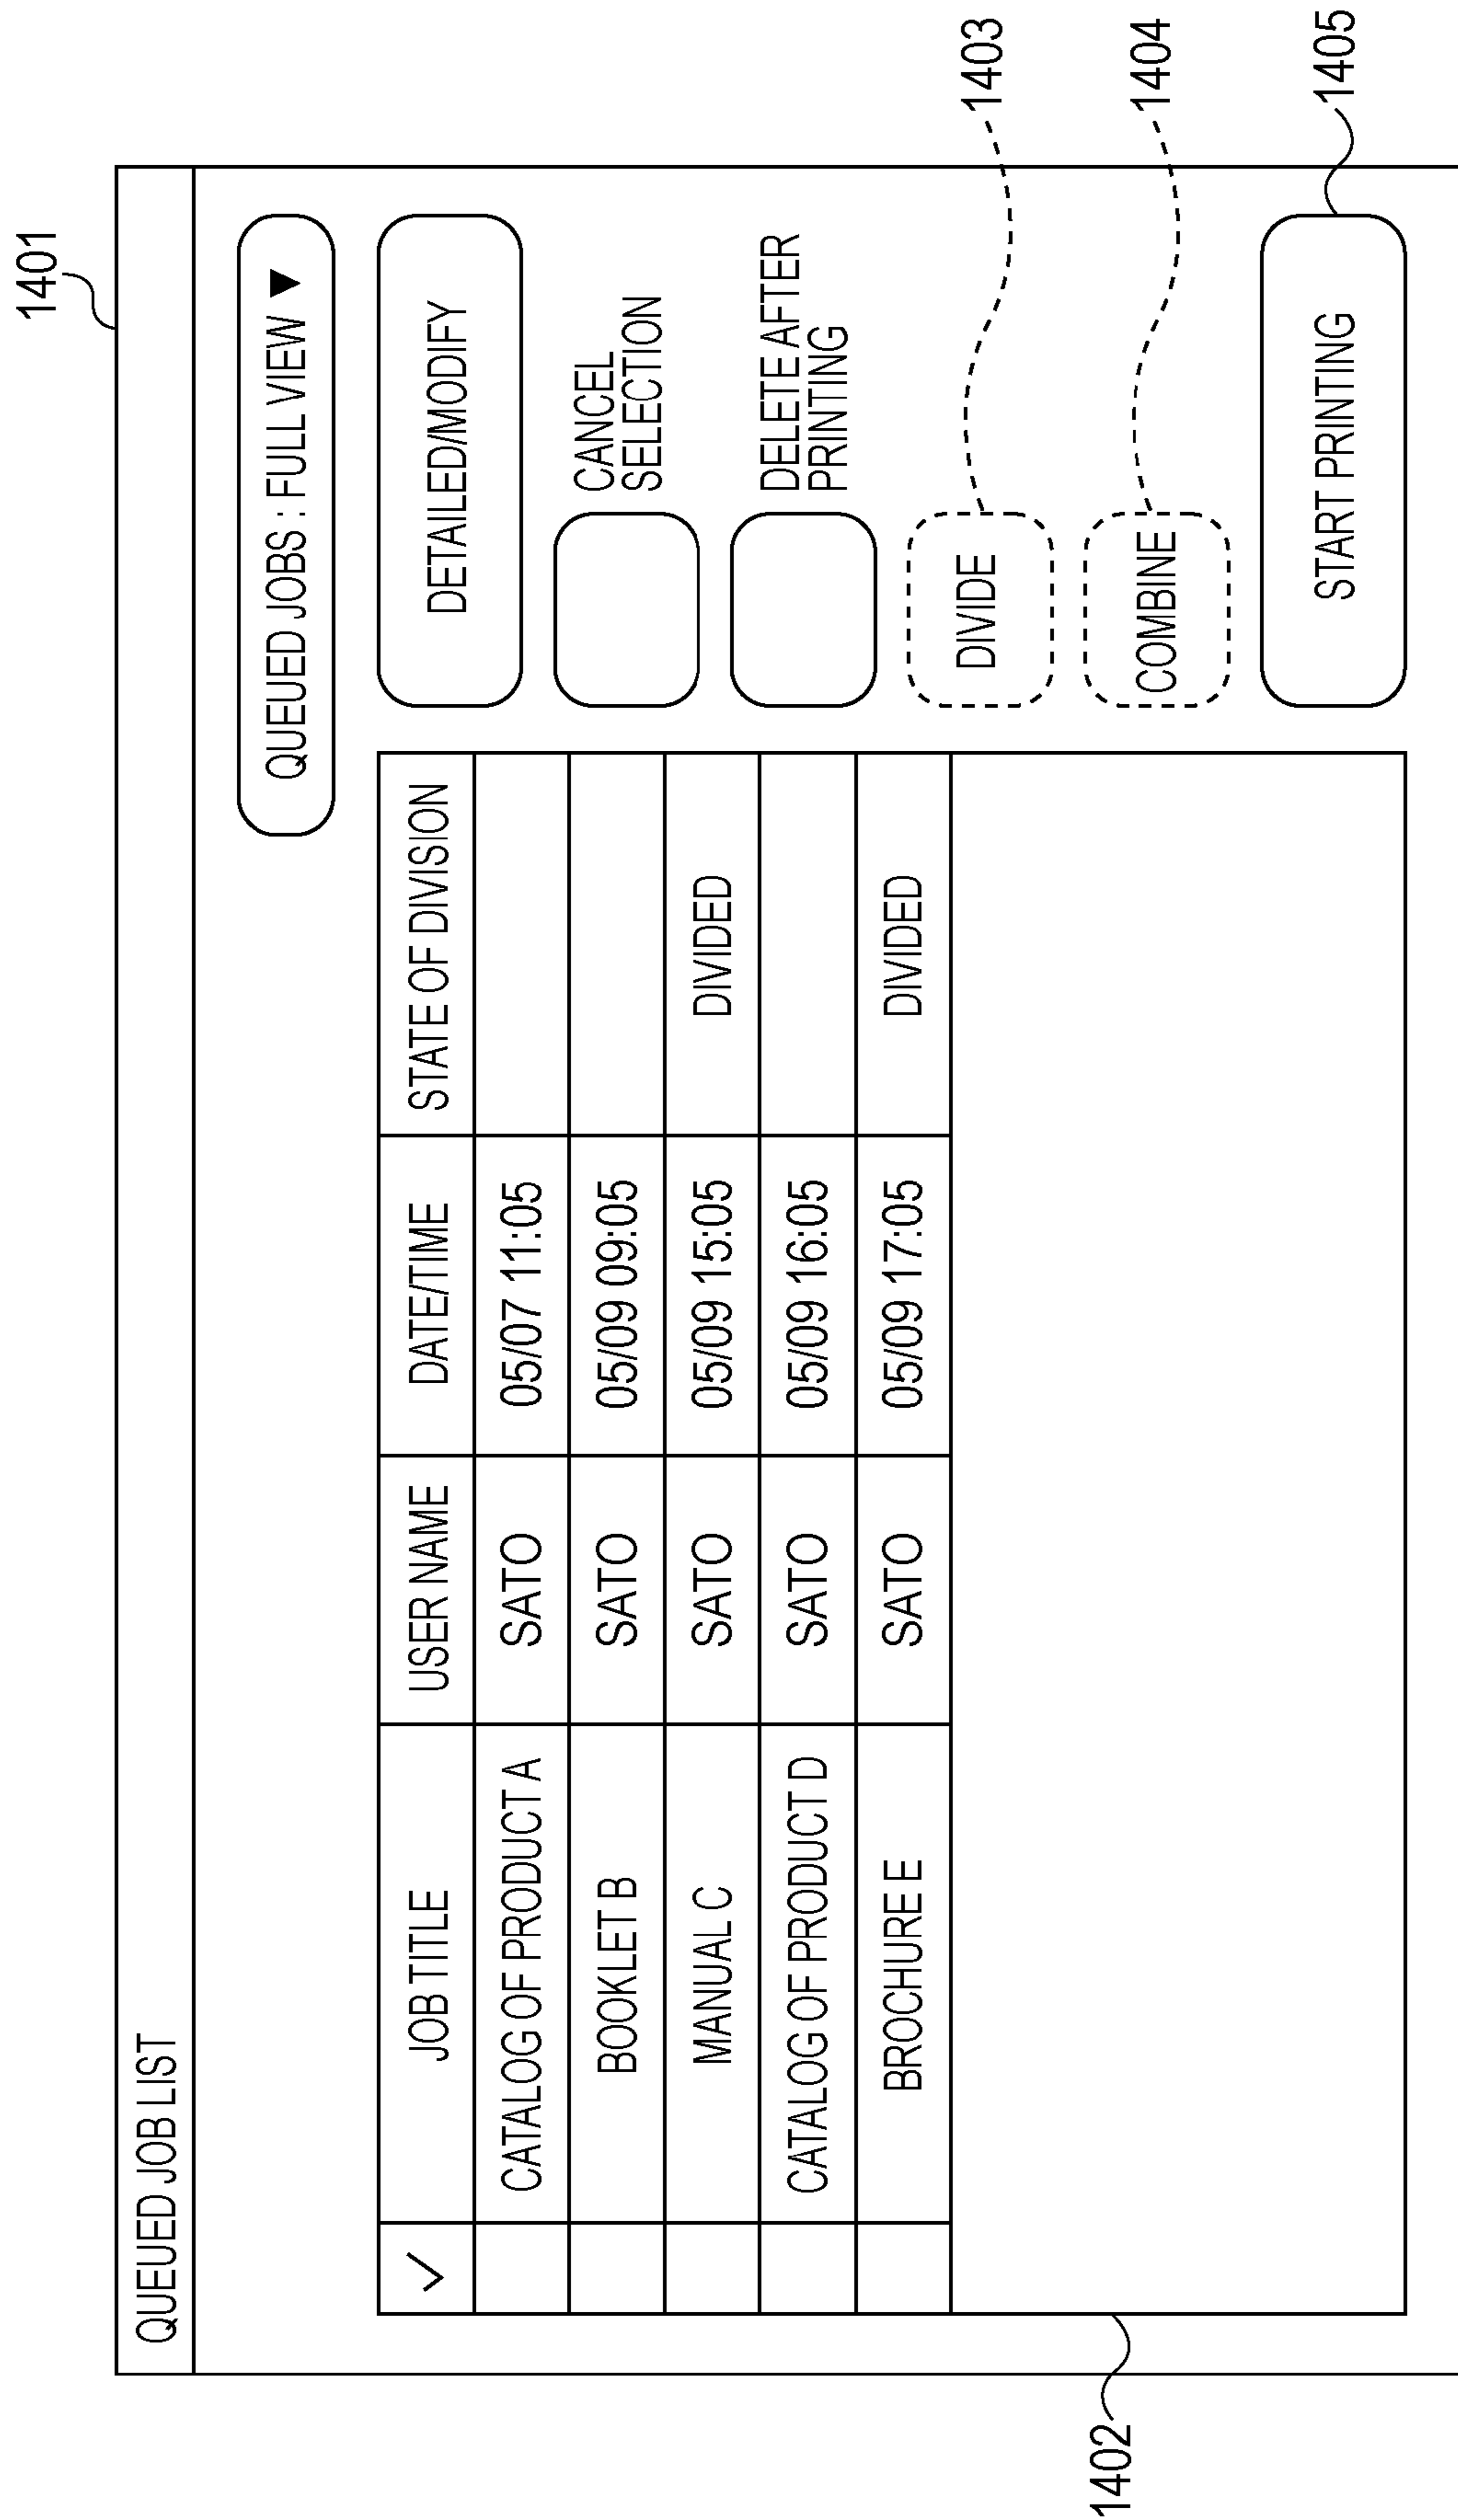 1401
QUEUED JOB LIST
QUEUED JOBS : FULL VIEW ▼
✓ JOB TITLE USER NAME DATE/TIME STATE OF DIVISION
CATALOG OF PRODUCT A SATO 05/07 11:05
BOOKLET B SATO 05/09 09:05
MANUAL C SATO 05/09 15:05 DIVIDED
CATALOG OF PRODUCT D SATO 05/09 16:05
BROCHURE E SATO 05/09 17:05 DIVIDED
DETAILED/MODIFY
CANCEL
SELECTION
DELETE AFTER
PRINTING
DIVIDE
1403
COMBINE
1404
START PRINTING
1405
1402